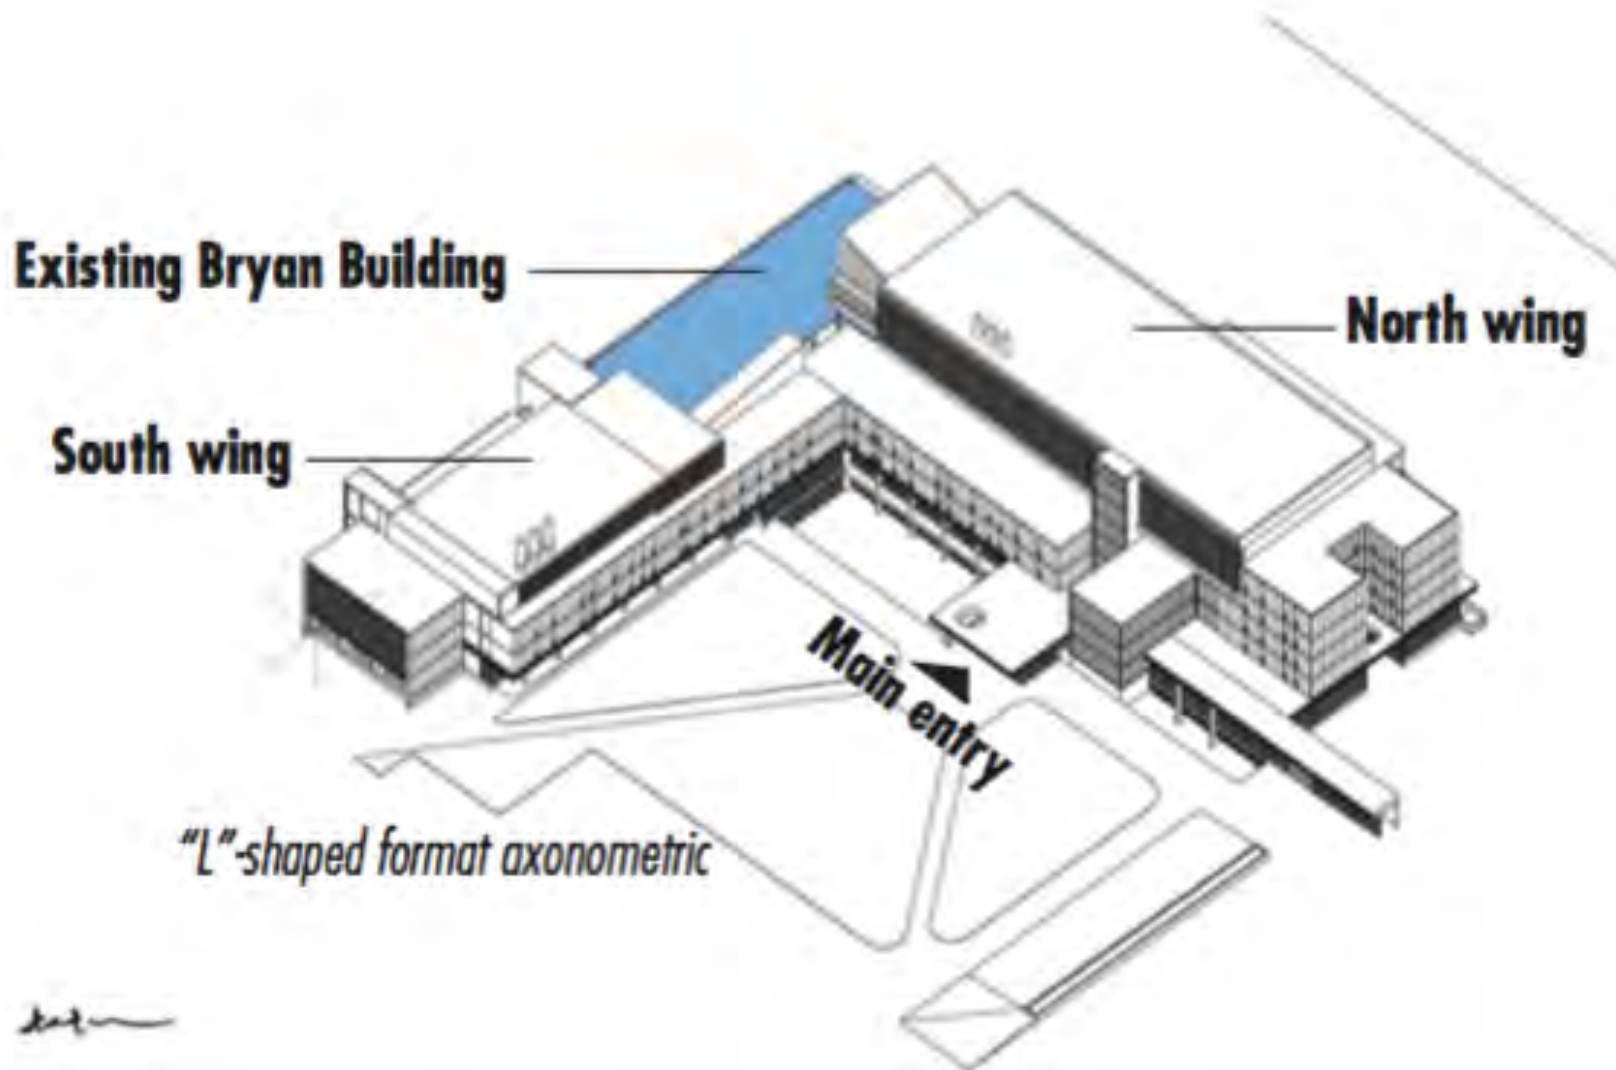 Existing Bryan Building
North wing
South wing
Main entry
"L"-shaped format axonometric